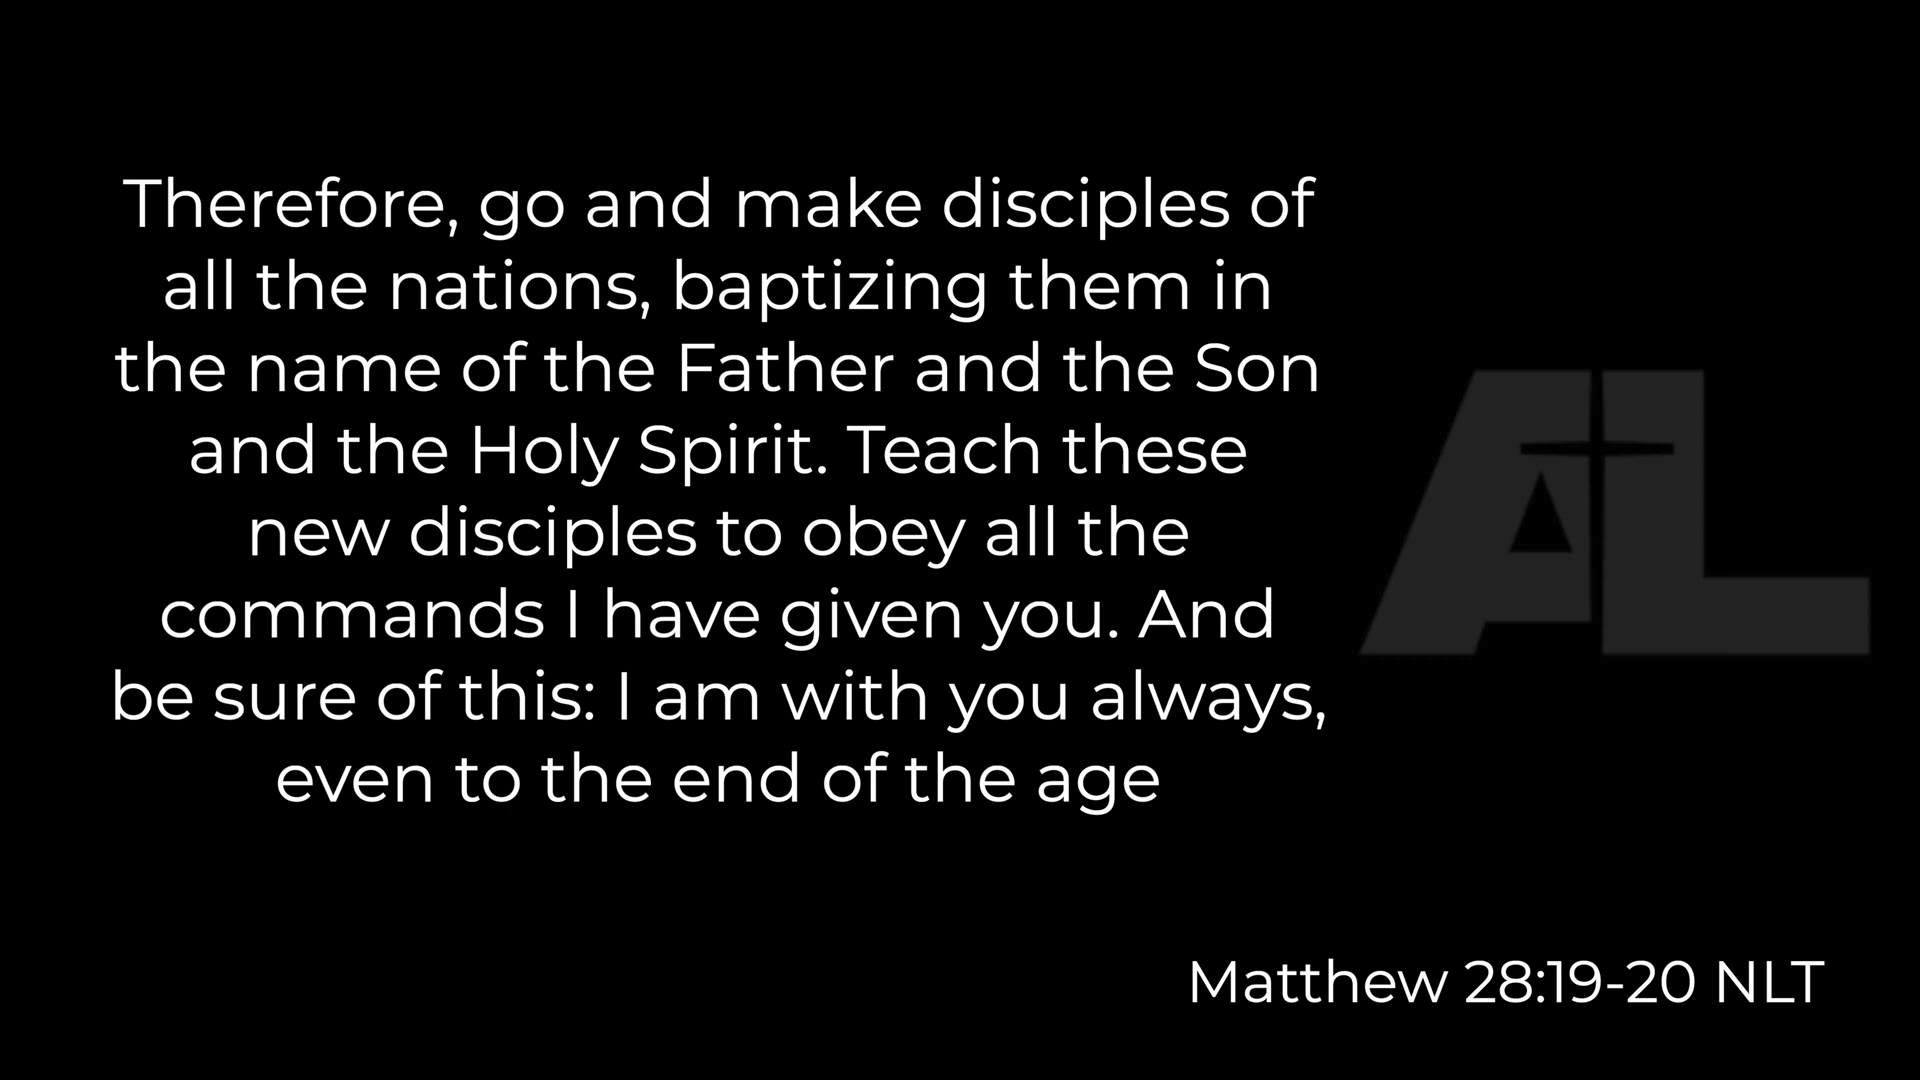 Therefore, go and make disciples of
all the nations, baptizing them in
the name of the Father and the Son
and the Holy Spirit. Teach these
new disciples to obey all the
commands I have given you. And
be sure of this: I am with you always,
even to the end of the age
AL
Matthew 28:19-20 NLT